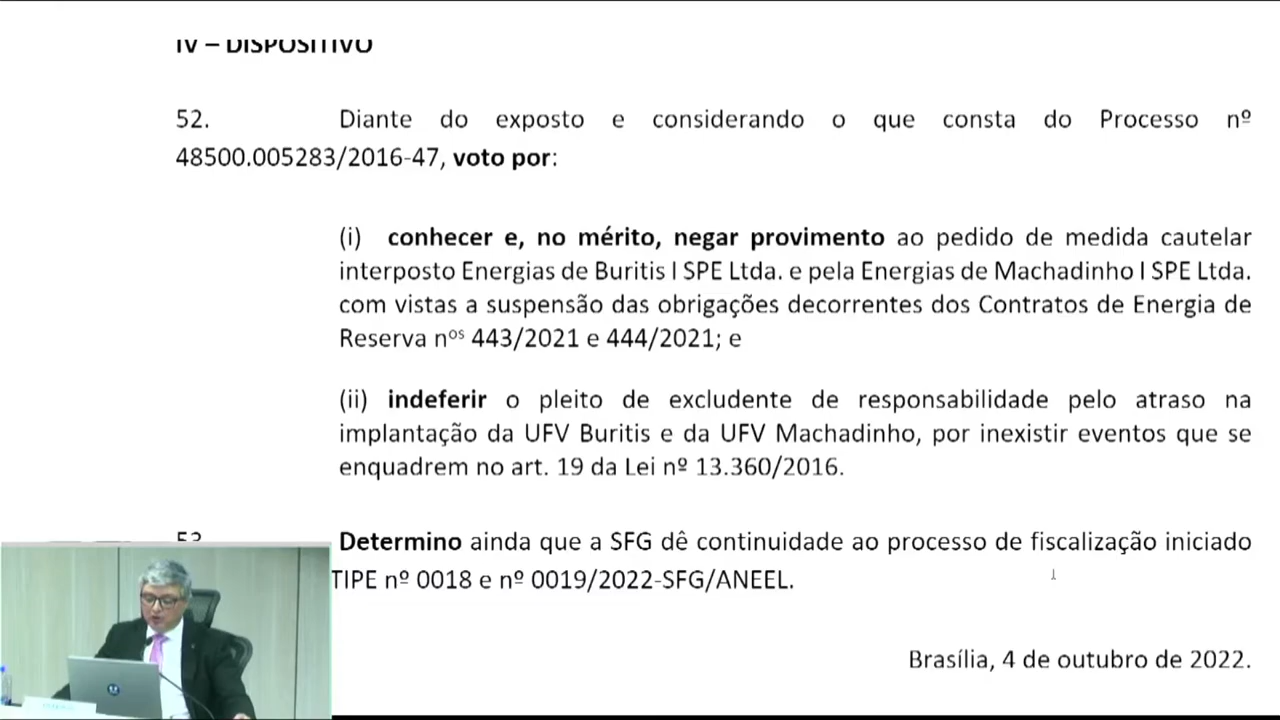 IV – DISPOSITIVO
52. Diante do exposto e considerando o que consta do Processo nº
48500.005283/2016-47, voto por:
(i) conhecer e, no mérito, negar provimento ao pedido de medida cautelar
interposto Energias de Buritis I SPE Ltda. e pela Energias de Machadinho I SPE Ltda.
com vistas a suspensão das obrigações decorrentes dos Contratos de Energia de
Reserva nºs 443/2021 e 444/2021; e
(ii) indeferir o pleito de excludente de responsabilidade pelo atraso na
implantação da UFV Buritis e da UFV Machadinho, por inexistir eventos que se
enquadrem no art. 19 da Lei nº 13.360/2016.
53. Determino ainda que a SFG dê continuidade ao processo de fiscalização iniciado
TIPE nº 0018 e nº 0019/2022-SFG/ANEEL.
Brasília, 4 de outubro de 2022.